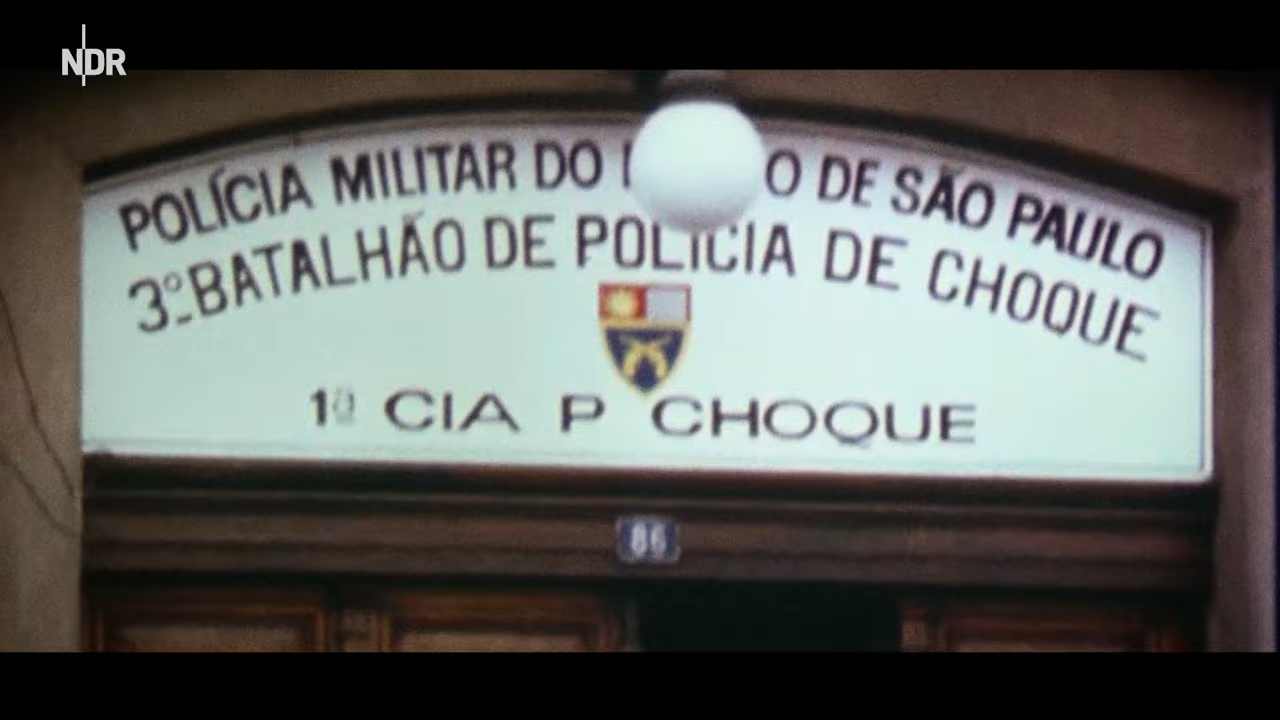 NDR
POLÍCIA MILITAR DO O DE SÃO PAULO
3º BATALHÃO DE POLÍCIA DE CHOQUE
1ª CIA P CHOQUE
86